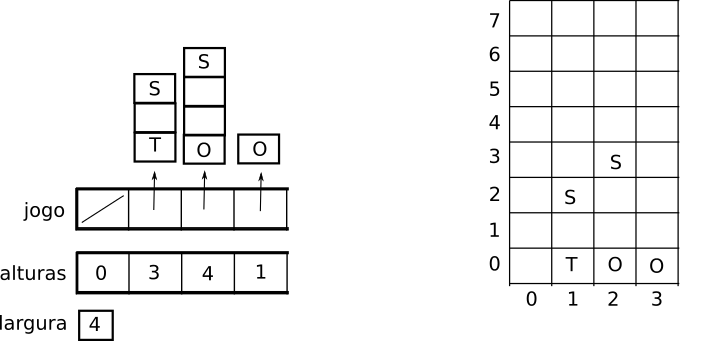 S
S
T
O
O
jogo
alturas 0 3 4 1
largura 4
7
6
5
4
3 S
2 S
1
0 T O O
0 1 2 3